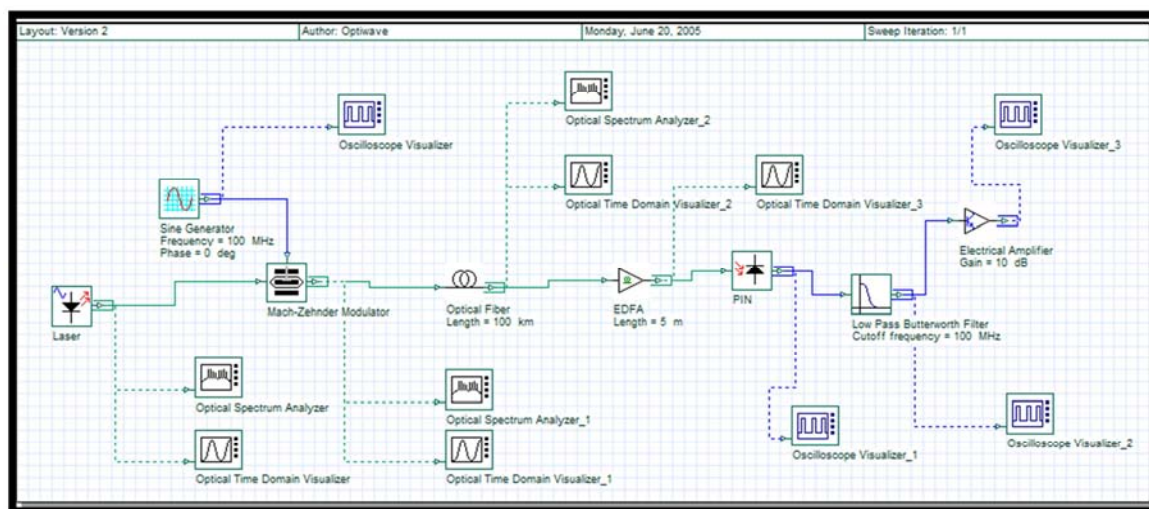 Layout: Version 2
Author: Optiwave
Monday, June 20, 2005
Sweep Iteration: 1/1
Optical Spectrum Analyzer_2
Oscilloscope Visualizer
Oscilloscope Visualizer_3
Optical Time Domain Visualizer_2
Optical Time Domain Visualizer_3
Sine Generator
Frequency = 100 MHz
Phase = 0 deg
Electrical Amplifier
Gain = 10 dB
Laser
Mach-Zehnder Modulator
Optical Fiber
Length = 100 km
EDFA
Length = 5 m
PIN
Low Pass Butterworth Filter
Cutoff frequency = 100 MHz
Optical Spectrum Analyzer
Optical Spectrum Analyzer_1
Oscilloscope Visualizer_2
Oscilloscope Visualizer_1
Optical Time Domain Visualizer
Optical Time Domain Visualizer_1